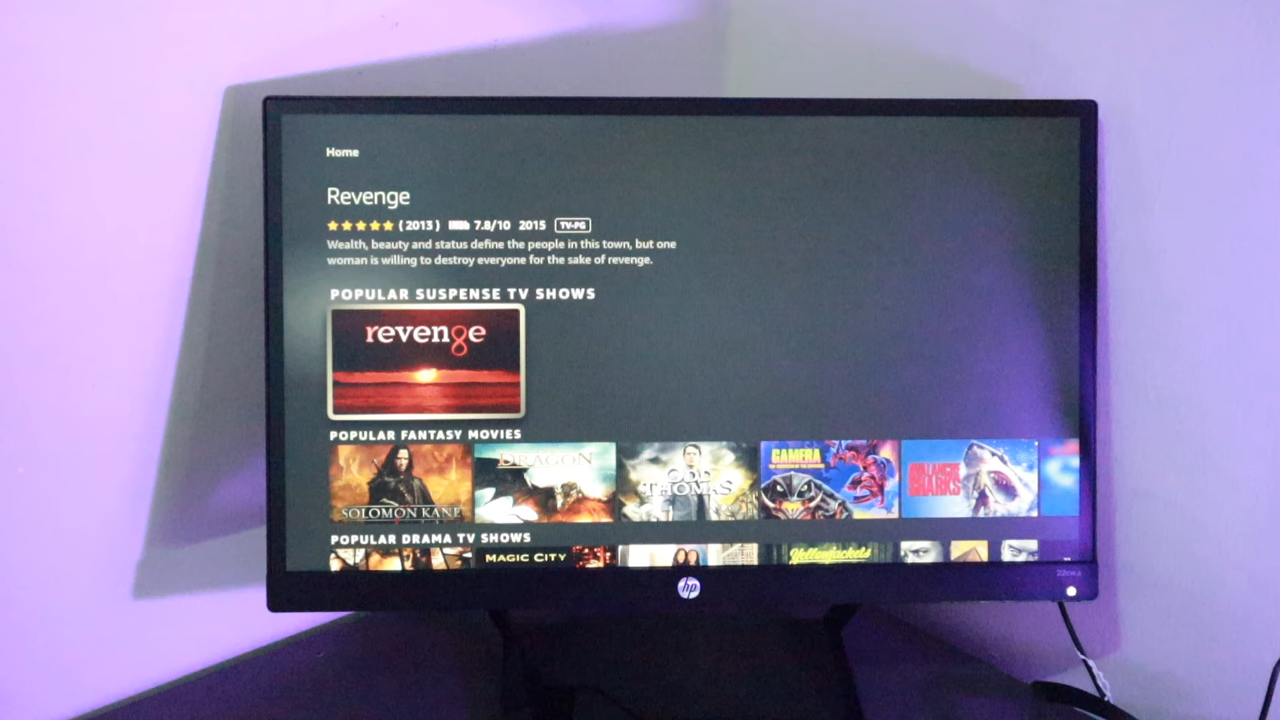 Home
Revenge
(2013) IMDb 7.8/10 2015 TV-PG
Wealth, beauty and status define the people in this town, but one
woman is willing to destroy everyone for the sake of revenge.
POPULAR SUSPENSE TV SHOWS
revenge
POPULAR FANTASY MOVIES
SOLOMON KANE
DRAGON
ODD THOMAS
GAMERA
AVALANCHE SHARKS
POPULAR DRAMA TV SHOWS
MAGIC CITY
Yellowjackets
hp